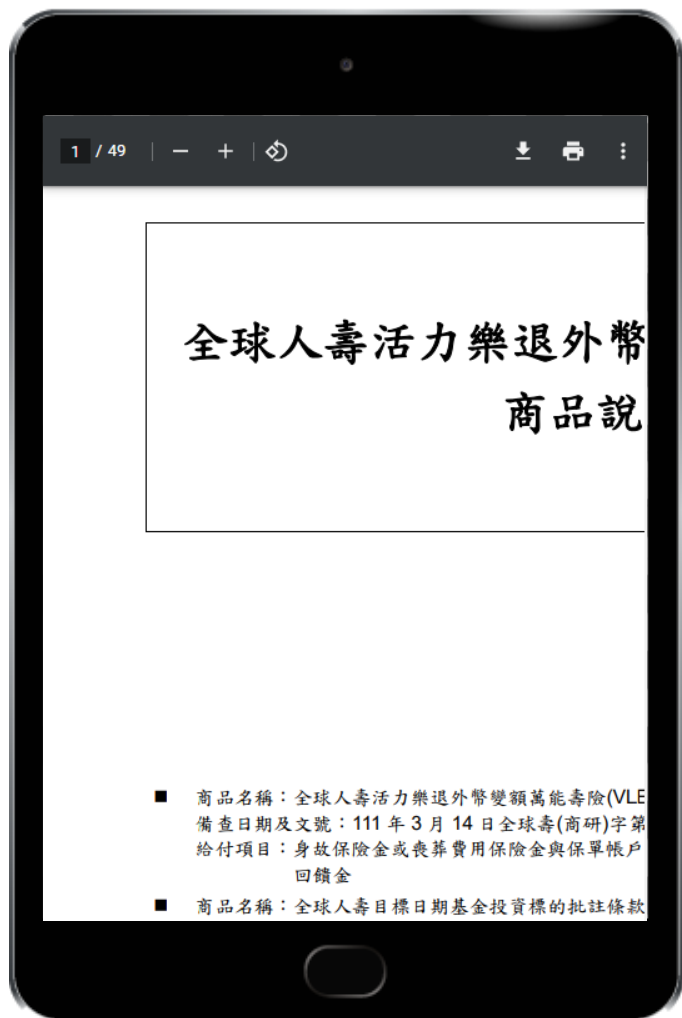 1 / 49
全球人壽活力樂退外幣
商品說
■ 商品名稱：全球人壽活力樂退外幣變額萬能壽險(VLE
備查日期及文號：111 年 3 月 14 日全球壽(商研)字第
給付項目：身故保險金或喪葬費用保險金與保單帳戶
回饋金
■ 商品名稱：全球人壽目標日期基金投資標的批註條款